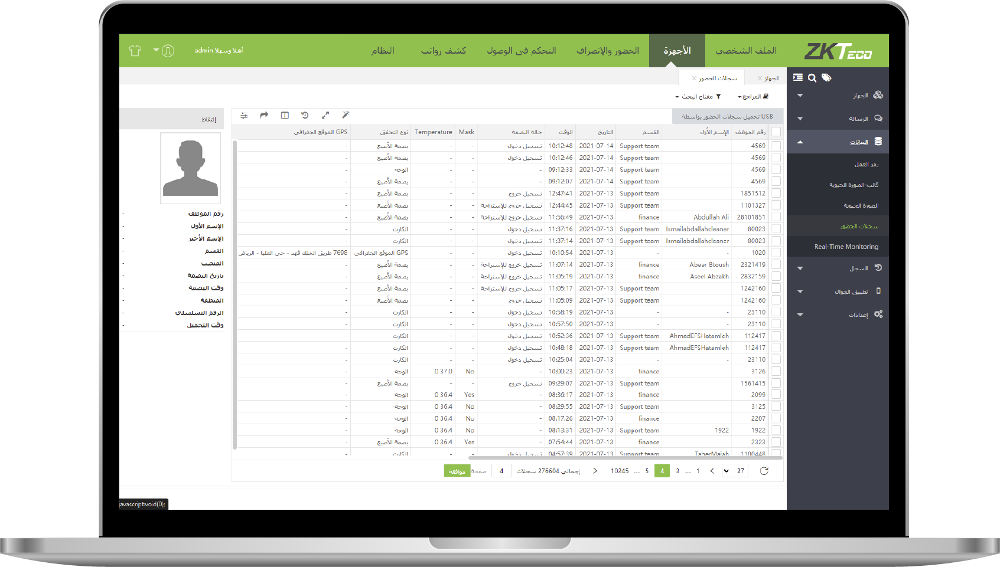 ZKTECO
الملف الشخصي
الأجهزة
الحضور والإنصراف
التحكم في الوصول
كشف رواتب
النظام
أهلا وسهلا admin
الجهاز
سجلات الحضور
المراجع
مفتاح البحث
الجهاز
الرسالة
البيانات
رمز العمل
قالب-الصورة الحيوية
الصورة الحيوية
سجلات الحضور
Real-Time Monitoring
السجل
تطبيق الجوال
إعدادات
USB تحميل سجلات الحضور بواسطة
رقم الموظف الإسم الأول القسم التاريخ الوقت حالة البصمة Mask Temperature نوع التحقق GPS الموقع الجغرافي
4569 Support team 2021-07-14 10:12:48 تسجيل دخول - - بصمة الأصبع -
4569 Support team 2021-07-14 10:12:46 تسجيل دخول - - بصمة الأصبع -
4569 Support team 2021-07-14 09:12:33 - - - الوجه -
4569 Support team 2021-07-14 09:12:07 - - - بصمة الأصبع -
1851512 Support team 2021-07-13 12:47:41 تسجيل خروج - - بصمة الأصبع -
1101327 Support team 2021-07-13 12:44:45 تسجيل خروج للإستراحة - - بصمة الأصبع -
28101851 Abdullah Ali finance 2021-07-13 11:56:49 تسجيل خروج للإستراحة - - بصمة الأصبع -
80023 Ismailabdallahcleaner Support team 2021-07-13 11:37:16 تسجيل دخول - - الكارت -
80023 Ismailabdallahcleaner Support team 2021-07-13 11:37:14 تسجيل دخول - - الكارت -
1020 - - 2021-07-13 10:10:54 تسجيل دخول - - GPS الموقع الجغرافي 7698 طريق الملك فهد - حي العليا - الرياض
2321419 Abeer Btoush finance 2021-07-13 11:07:14 تسجيل خروج للإستراحة - - بصمة الأصبع -
2832159 Aseel Abzakh finance 2021-07-13 11:05:19 تسجيل خروج للإستراحة - - بصمة الأصبع -
1242160 Support team 2021-07-13 11:05:17 تسجيل خروج للإستراحة - - بصمة الأصبع -
1242160 Support team 2021-07-13 11:05:09 تسجيل خروج - - بصمة الأصبع -
23110 - - 2021-07-13 10:58:19 تسجيل دخول - - الكارت -
23110 - - 2021-07-13 10:57:50 تسجيل دخول - - الكارت -
112417 AhmadEFSHatamleh Support team 2021-07-13 10:52:36 تسجيل دخول - - الكارت -
112417 AhmadEFSHatamleh Support team 2021-07-13 10:48:18 تسجيل دخول - - الكارت -
23110 - - 2021-07-13 10:25:04 تسجيل دخول - - الكارت -
3126 finance 2021-07-13 10:00:23 - No 0 37.0 الوجه -
1561415 Support team 2021-07-13 09:29:07 تسجيل خروج - - بصمة الأصبع -
2099 finance 2021-07-13 08:36:17 - Yes 0 36.4 الوجه -
3125 Support team 2021-07-13 08:29:55 - No 0 36.4 الوجه -
2207 finance 2021-07-13 08:17:26 - No 0 36.4 الوجه -
1922 1922 Support team 2021-07-13 08:13:31 - No 0 36.4 الوجه -
2323 finance 2021-07-13 07:54:44 - Yes 0 36.4 بصمة الأصبع -
1100448 TaherMaiah Support team 2021-07-13 04:57:39 تسجيل دخول - - الكارت -
27 1 ... 3 4 5 ... 10245 إجمالي 276604 سجلات 4 صفحة موافقة
إلتقاط
رقم الموظف -
الإسم الأول -
الإسم الأخير -
القسم -
المنصب -
تاريخ البصمة -
وقت البصمة -
المنطقة -
الرقم التسلسلي -
وقت التحميل -
javascript:void(0);